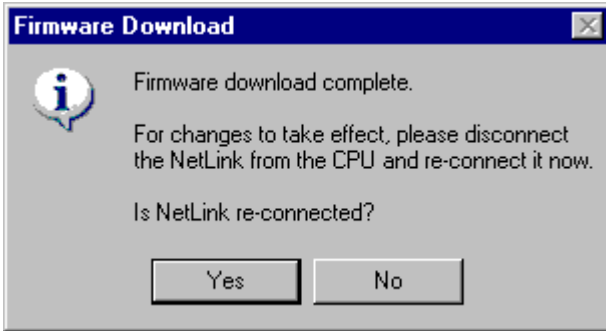 Firmware Download
Firmware download complete.
For changes to take effect, please disconnect
the NetLink from the CPU and re-connect it now.
Is NetLink re-connected?
Yes No